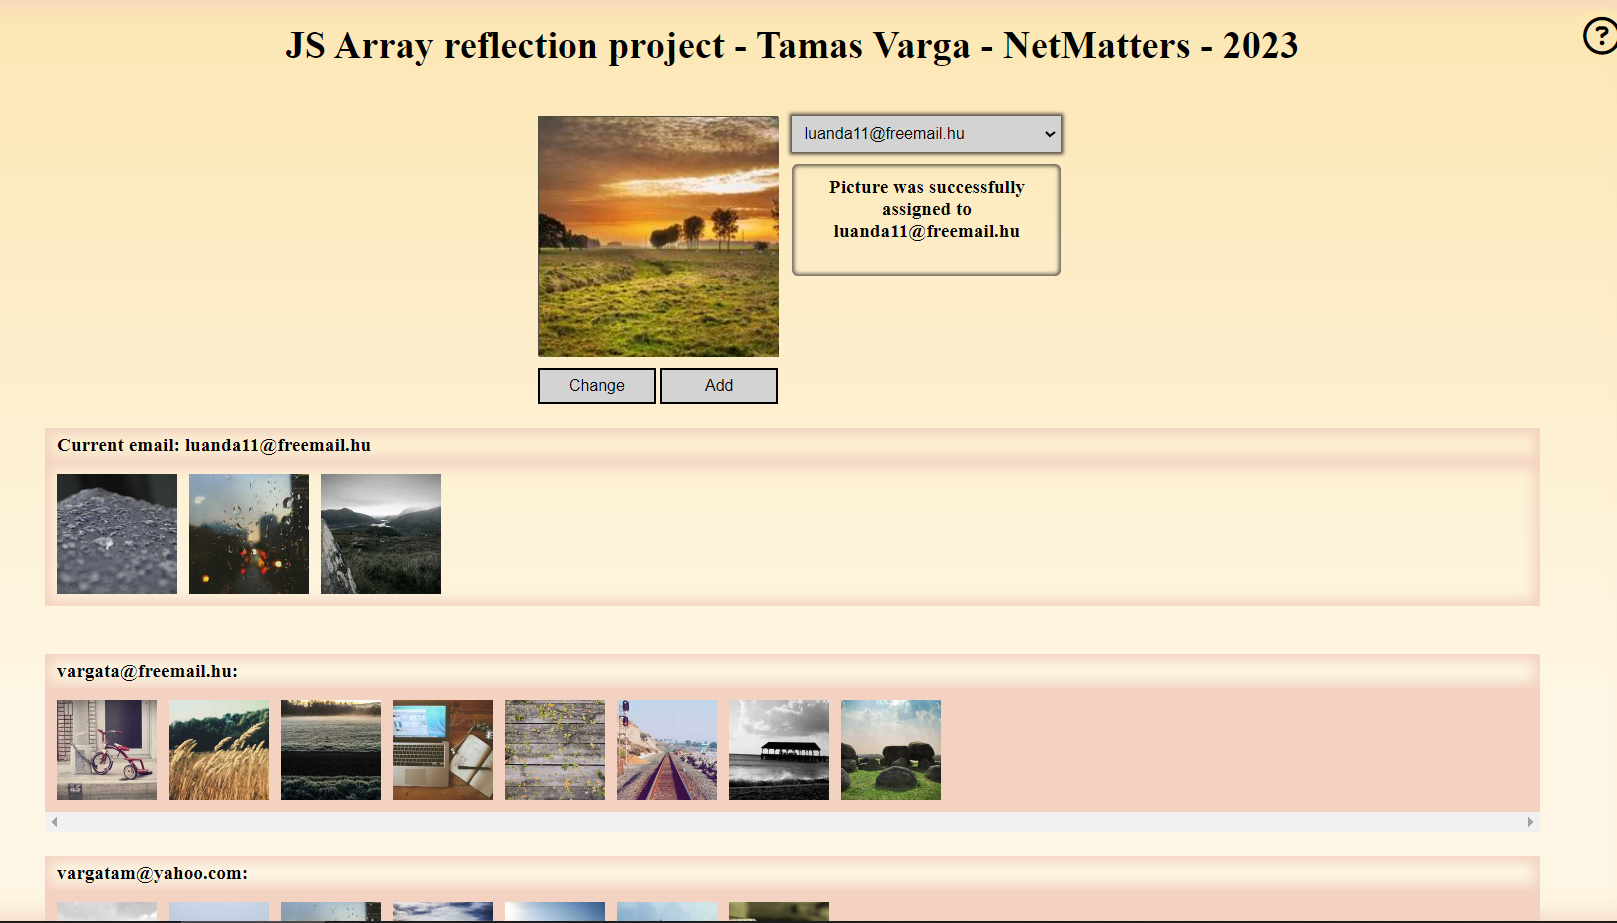 JS Array reflection project - Tamas Varga - NetMatters - 2023
?
luanda11@freemail.hu
Picture was successfully
assigned to
luanda11@freemail.hu
Change
Add
Current email: luanda11@freemail.hu
vargata@freemail.hu:
45
vargatam@yahoo.com: